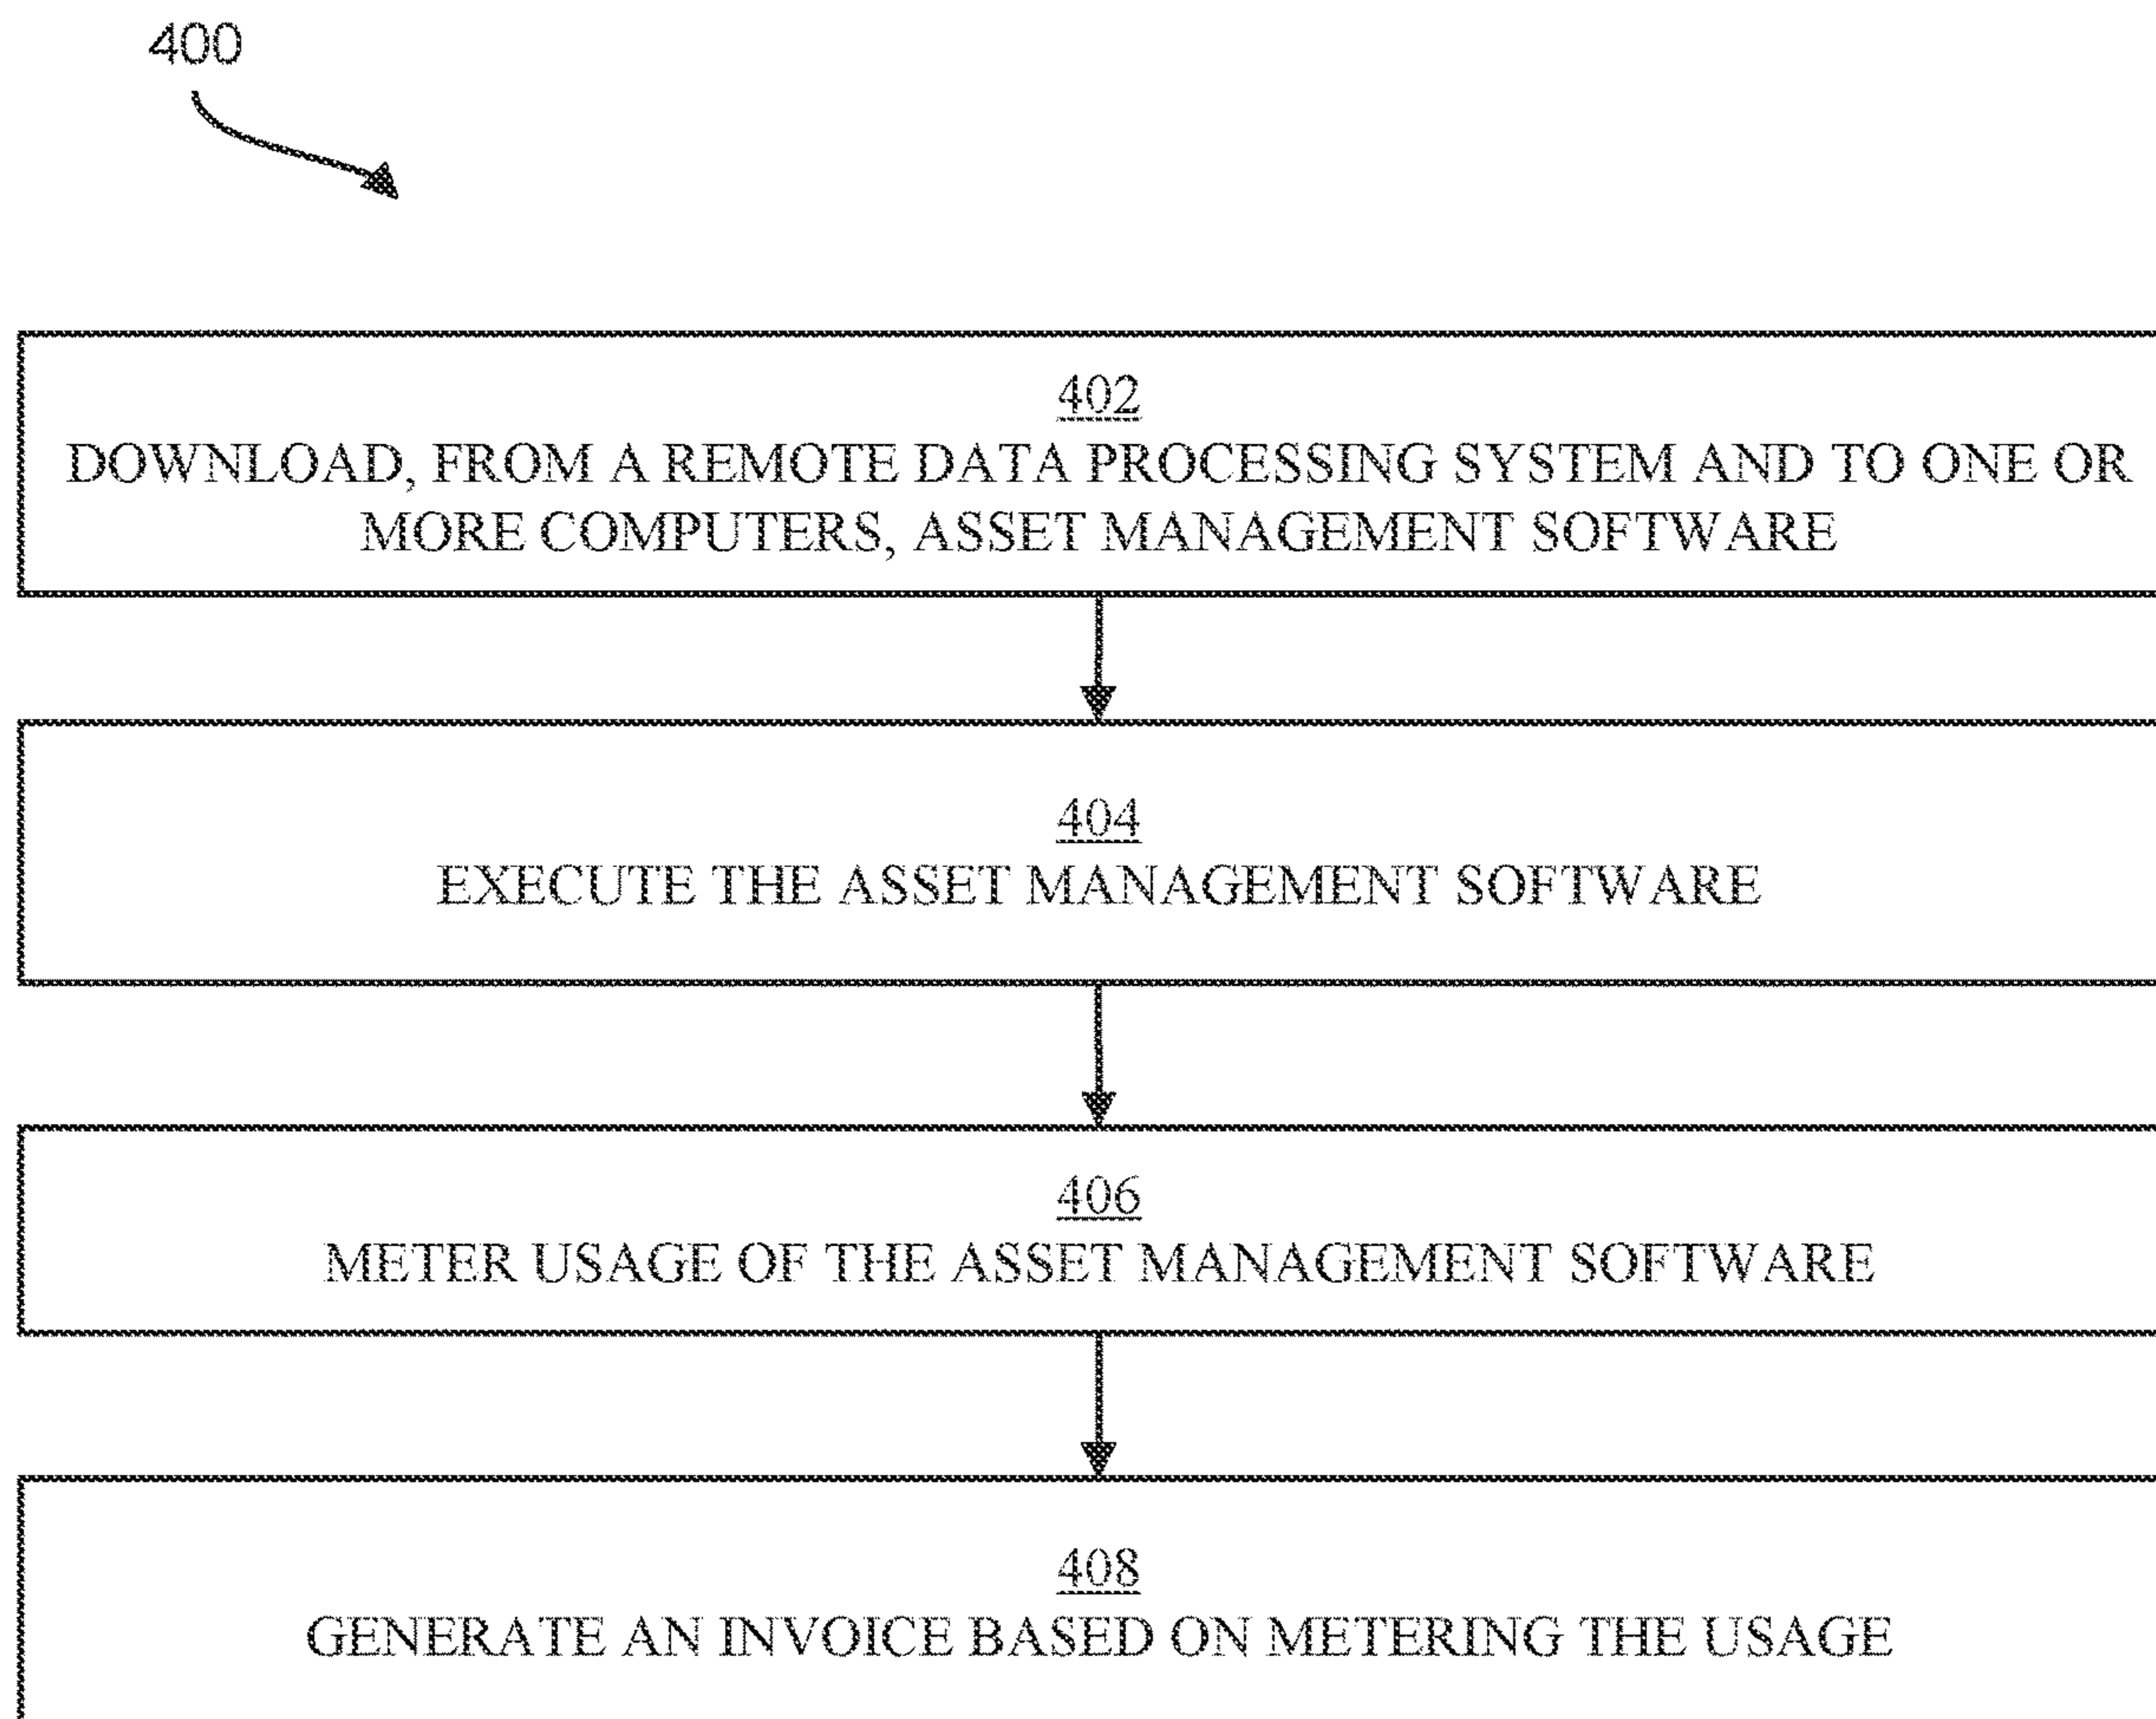 400
402
DOWNLOAD, FROM A REMOTE DATA PROCESSING SYSTEM AND TO ONE OR
MORE COMPUTERS, ASSET MANAGEMENT SOFTWARE
404
EXECUTE THE ASSET MANAGEMENT SOFTWARE
406
METER USAGE OF THE ASSET MANAGEMENT SOFTWARE
408
GENERATE AN INVOICE BASED ON METERING THE USAGE